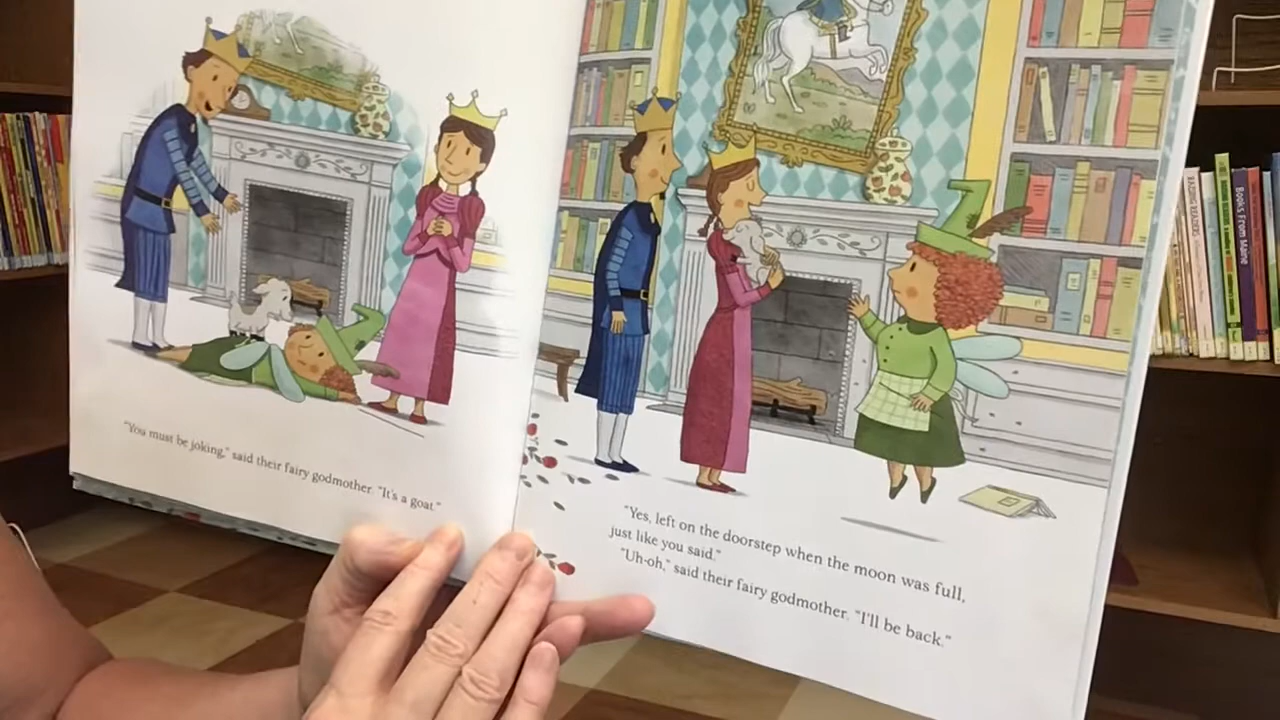 "You must be joking," said their fairy godmother. "It's a goat."
"Yes, left on the doorstep when the moon was full,
just like you said."
"Uh-oh," said their fairy godmother. "I'll be back."
Books From Maine